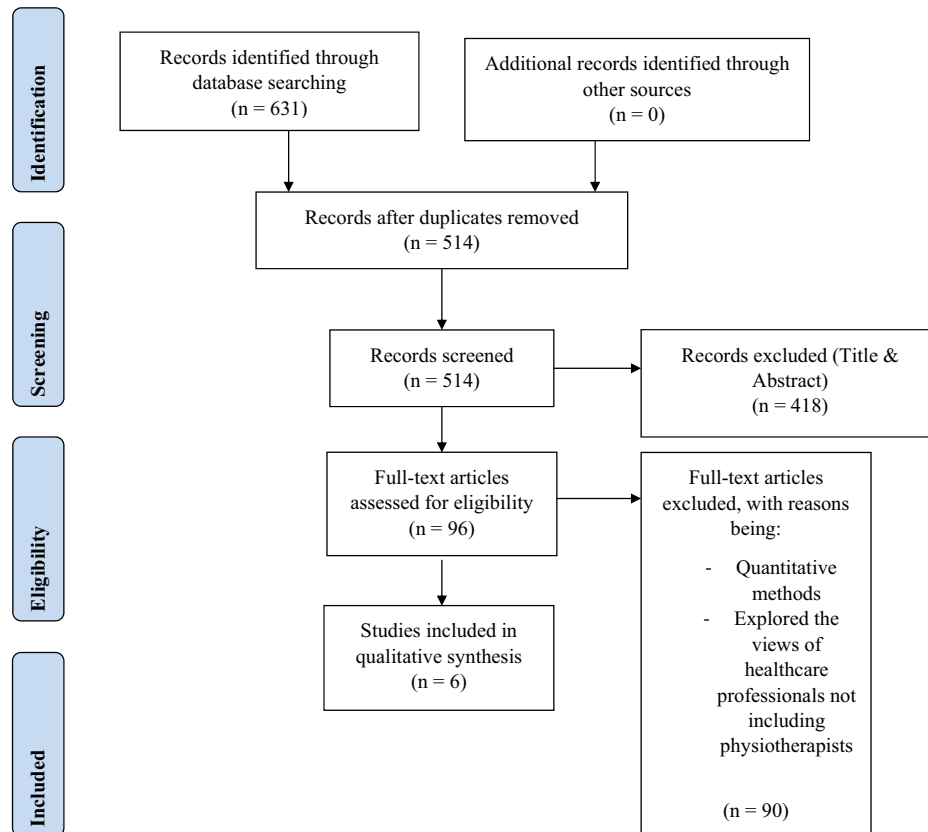 Identification
Records identified through
database searching
(n = 631)
Additional records identified through
other sources
(n = 0)
Records after duplicates removed
(n = 514)
Screening
Records screened
(n = 514)
Records excluded (Title &
Abstract)
(n = 418)
Eligibility
Full-text articles
assessed for eligibility
(n = 96)
Full-text articles
excluded, with reasons
being:
- Quantitative
methods
- Explored the
views of
healthcare
professionals not
including
physiotherapists
(n = 90)
Included
Studies included in
qualitative synthesis
(n = 6)